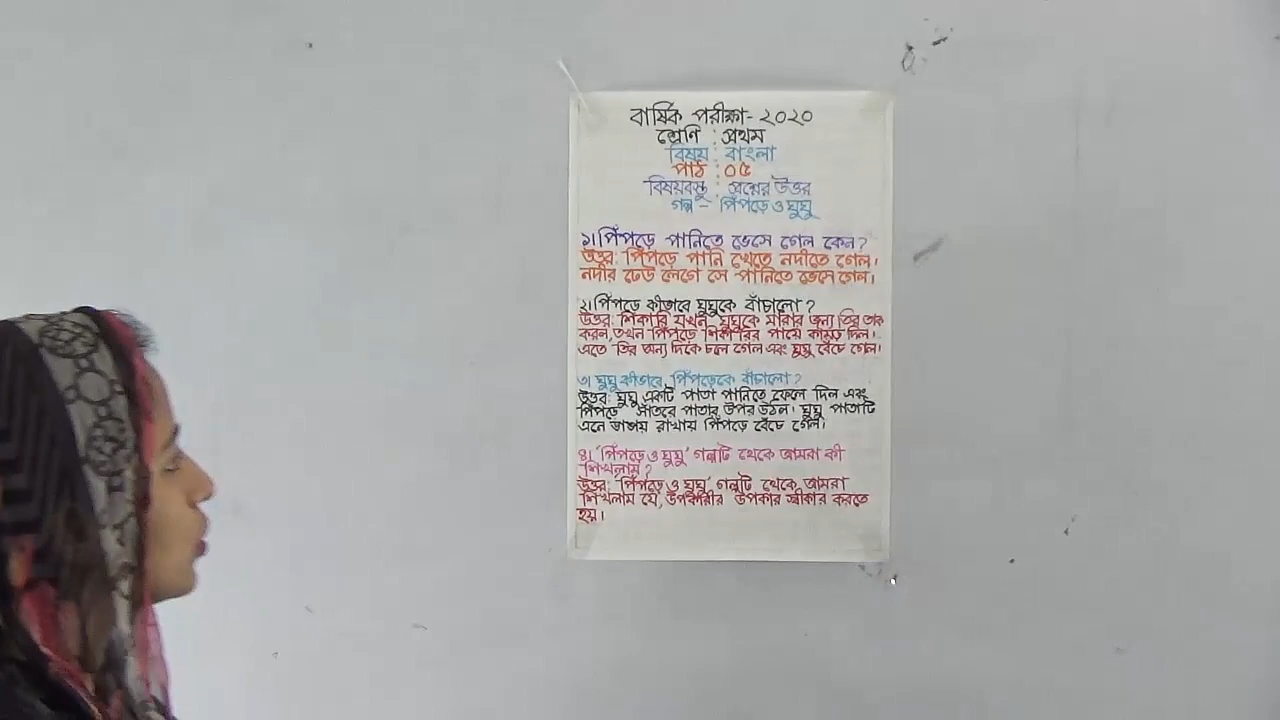 বার্ষিক পরীক্ষা- ২০২০
শ্রেণি : প্রথম
বিষয় : বাংলা
পাঠ : ০৫
বিষয়বস্তু : প্রশ্নের উত্তর
গল্প - পিঁপড়ে ও ঘুঘু
১। পিঁপড়ে পানিতে ভেসে গেল কেন?
উত্তর: পিঁপড়ে পানি খেতে নদীতে গেল।
নদীর ঢেউ লেগে সে পানিতে ভেসে গেল।
২। পিঁপড়ে কীভাবে ঘুঘুকে বাঁচালো?
উত্তর: শিকারি যখন ঘুঘুকে মারার জন্য তির তাক
করল, তখন পিঁপড়ে শিকারির পায়ে কামড় দিল।
এতে তির অন্য দিকে চলে গেল এবং ঘুঘু বেঁচে গেল।
৩। ঘুঘু কীভাবে পিঁপড়েকে বাঁচালো?
উত্তর: ঘুঘু একটি পাতা পানিতে ফেলে দিল এবং
পিঁপড়ে সাঁতরে পাতার উপর উঠল। ঘুঘু পাতাটি
এনে ডাঙায় রাখায় পিঁপড়ে বেঁচে গেল।
৪। 'পিঁপড়ে ও ঘুঘু' গল্পটি থেকে আমরা কী
শিখলাম?
উত্তর: 'পিঁপড়ে ও ঘুঘু' গল্পটি থেকে আমরা
শিখলাম যে, উপকারীর উপকার স্বীকার করতে
হয়।